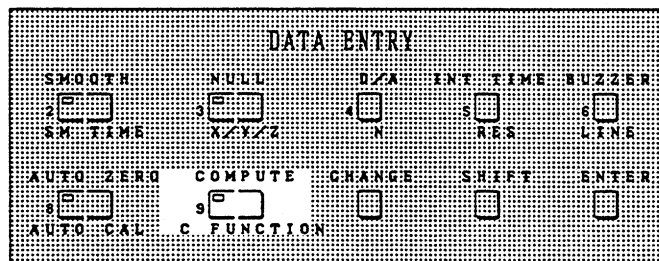 DATA ENTRY
SMOOTH NULL D/A INT TIME BUZZER
2 3 4 5 6
SM TIME X/Y/Z N RES LINE
AUTO ZERO COMPUTE CHANGE SHIFT ENTER
8 9
AUTO CAL C FUNCTION